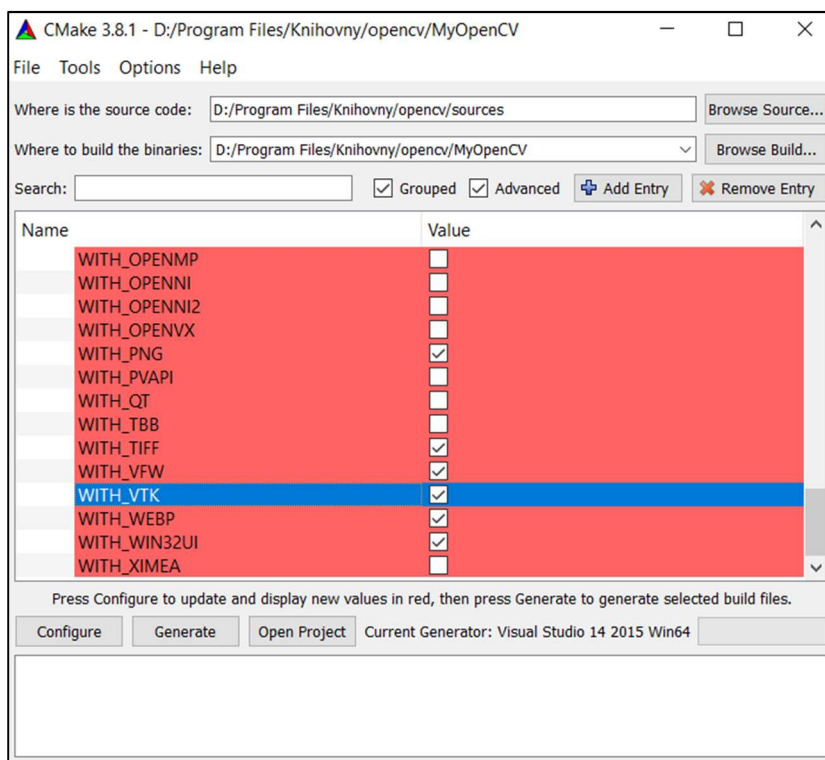 CMake 3.8.1 - D:/Program Files/Knihovny/opencv/MyOpenCV
File Tools Options Help
Where is the source code: D:/Program Files/Knihovny/opencv/sources Browse Source...
Where to build the binaries: D:/Program Files/Knihovny/opencv/MyOpenCV Browse Build...
Search: Grouped Advanced Add Entry Remove Entry
Name Value
WITH_OPENMP
WITH_OPENNI
WITH_OPENNI2
WITH_OPENVX
WITH_PNG
WITH_PVAPI
WITH_QT
WITH_TBB
WITH_TIFF
WITH_VFW
WITH_VTK
WITH_WEBP
WITH_WIN32UI
WITH_XIMEA
Press Configure to update and display new values in red, then press Generate to generate selected build files.
Configure Generate Open Project Current Generator: Visual Studio 14 2015 Win64